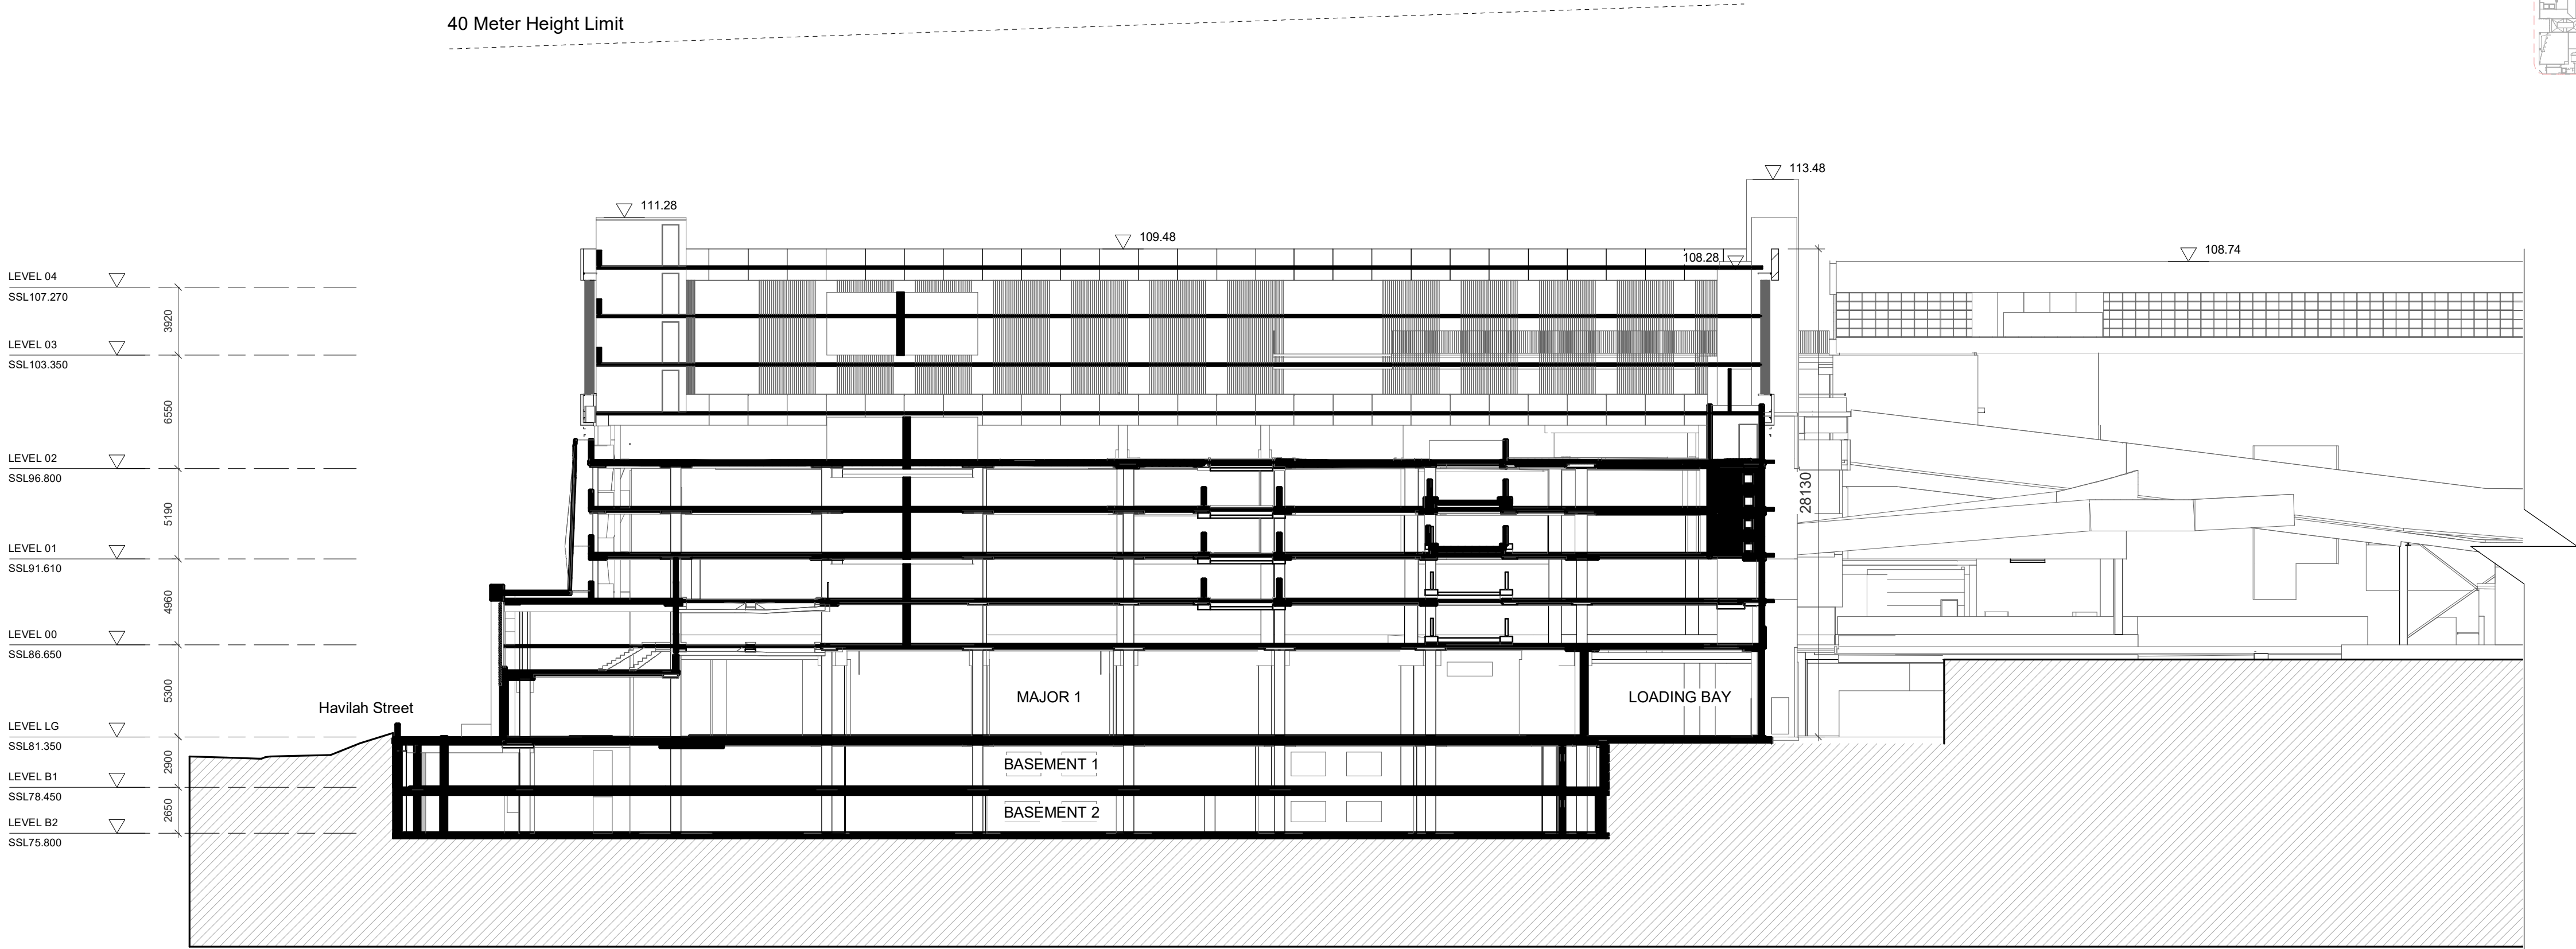 40 Meter Height Limit
113.48
111.28
109.48
108.28
108.74
LEVEL 04
SSL107.270
3920
LEVEL 03
SSL103.350
6550
LEVEL 02
SSL96.800
5190
28130
LEVEL 01
SSL91.610
4960
LEVEL 00
SSL86.650
5300
MAJOR 1
LOADING BAY
Havilah Street
LEVEL LG
SSL81.350
2900
BASEMENT 1
LEVEL B1
SSL78.450
2650
BASEMENT 2
LEVEL B2
SSL75.800